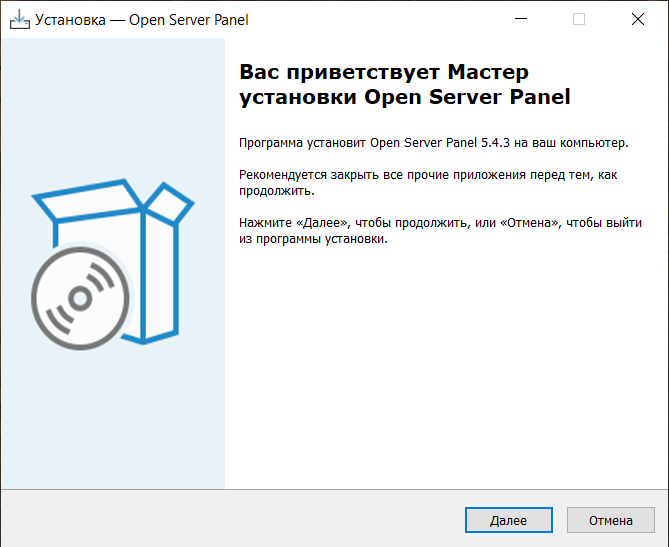 Установка — Open Server Panel
Вас приветствует Мастер
установки Open Server Panel
Программа установит Open Server Panel 5.4.3 на ваш компьютер.
Рекомендуется закрыть все прочие приложения перед тем, как
продолжить.
Нажмите «Далее», чтобы продолжить, или «Отмена», чтобы выйти
из программы установки.
Далее
Отмена